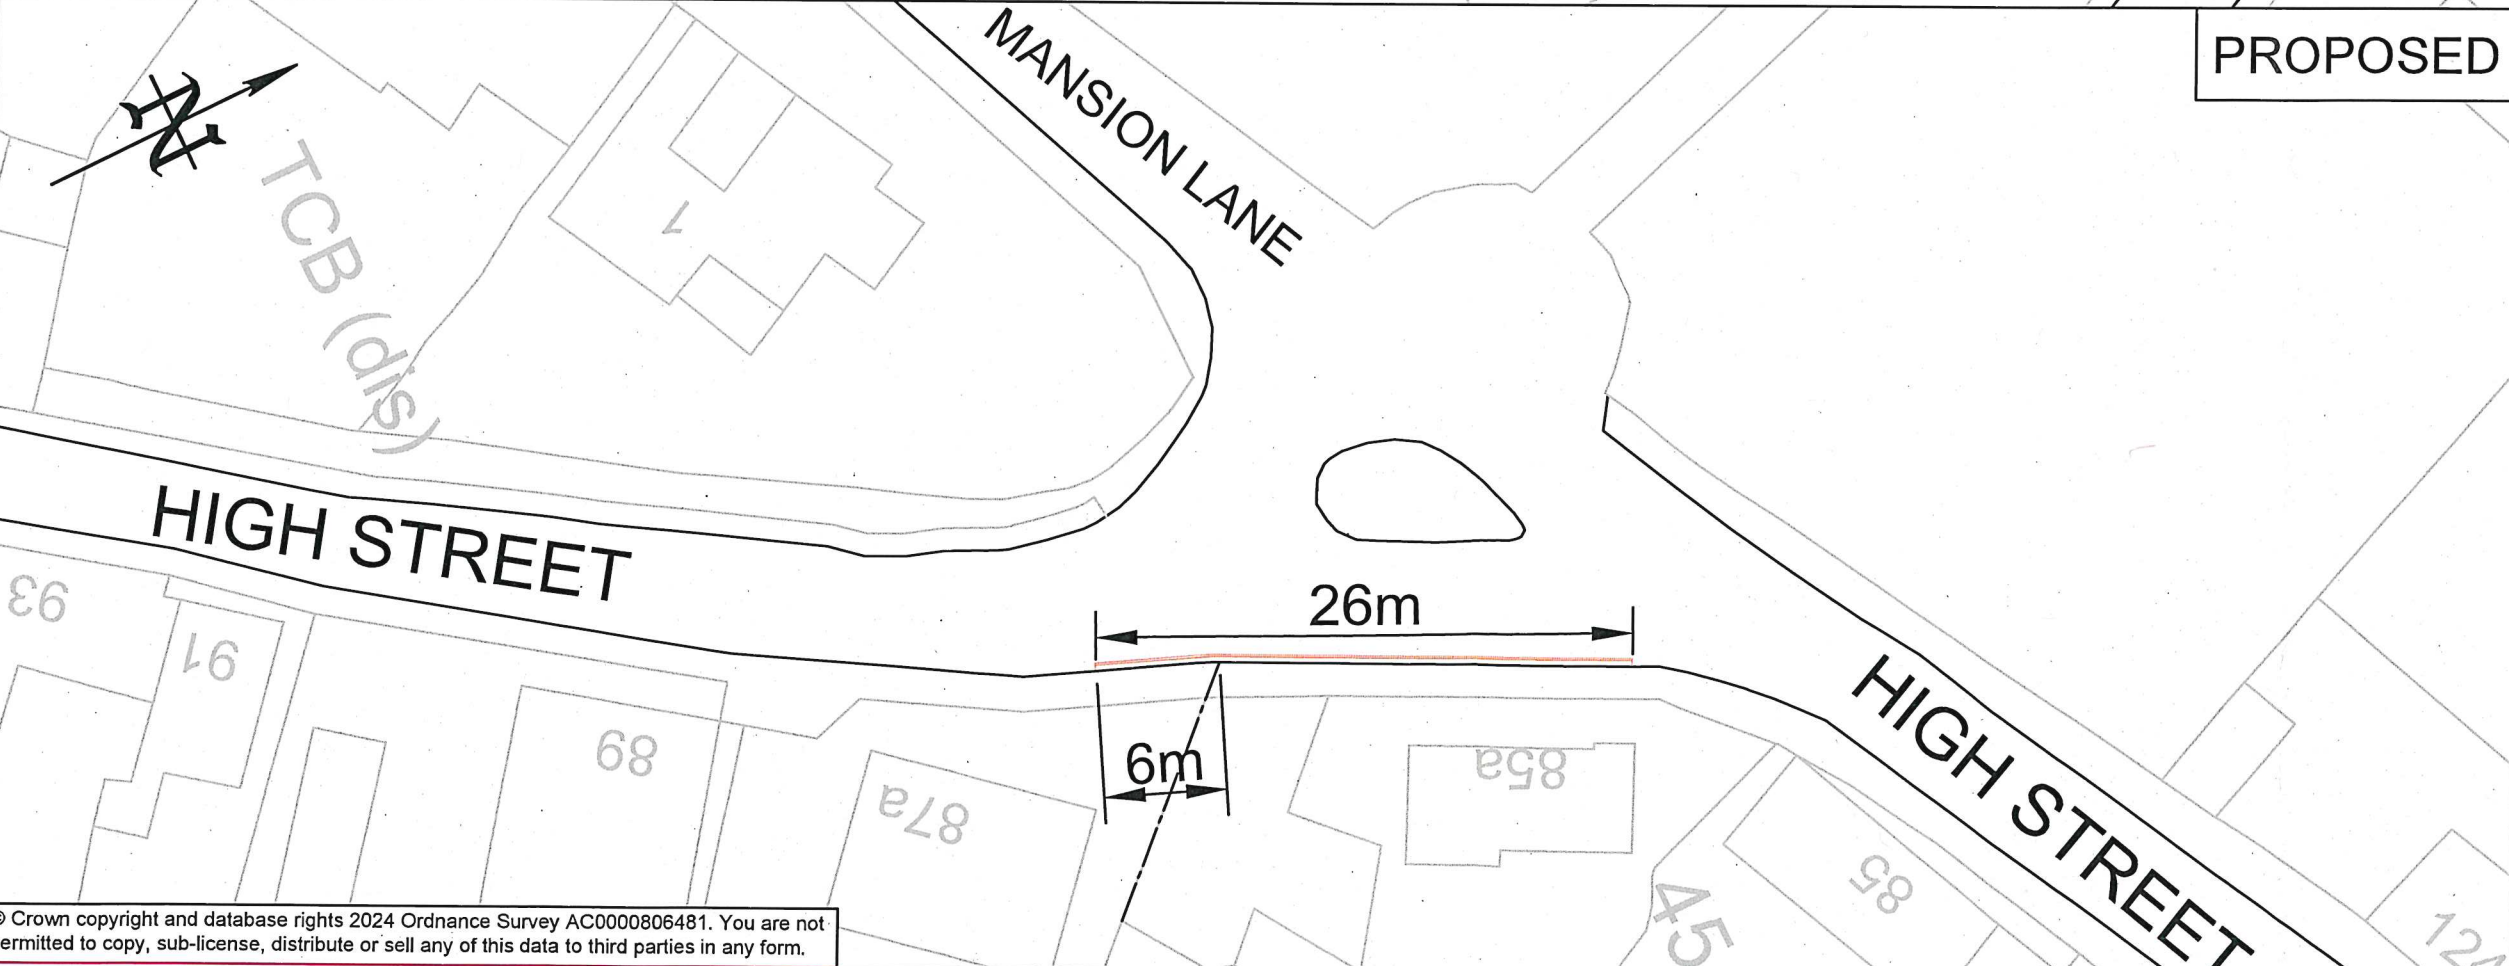 PROPOSED
MANSION LANE
N
TCB (dis)
1
HIGH STREET
26m
93
91
89
87a
6m
85a
85
45
HIGH STREET
© Crown copyright and database rights 2024 Ordnance Survey AC0000806481. You are not
ermitted to copy, sub-license, distribute or sell any of this data to third parties in any form.